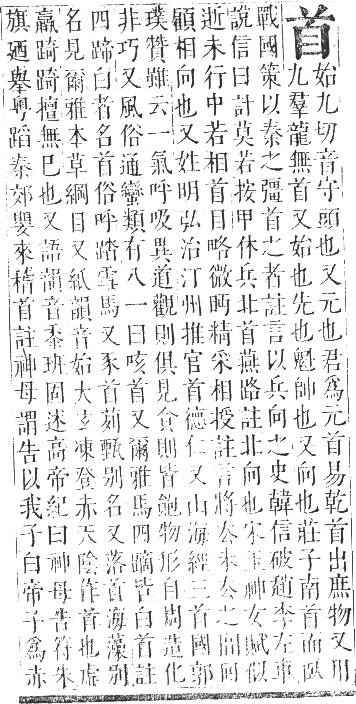 首
始九切音守頭也又元也君爲元首易乾首出庶物又用
九羣龍無首又始也先也魁帥也又向也莊子南首而臥
戰國策以秦之彊首之者註言以兵向之史韓信破趙李左車
說信曰計莫若按甲休兵北首燕路註北向也宋玉神女賦似
逝未行中若相首目略微眄精采相授註言將去未去之間何
顧相向也又姓明弘治汀州推官首德仁又山海經三首國郭
璞贊雖云一氣呼吸異道觀則俱見食則皆飽物形自周造化
非巧又風俗通蠻類有八一曰咳首又爾雅馬四蹢皆白首註
四蹄白者名首俗呼踏雪馬又豕首茢甄別名又落首海藻別
名見爾雅本草綱目又紙韻音始大玄凍登赤天陰作首也虛
羸踦踦擅無已也又語韻音黍班固述高帝紀曰神母告符朱
旗廼舉粵蹈秦郊嬰來稽首註神母謂告以我子白帝子爲赤